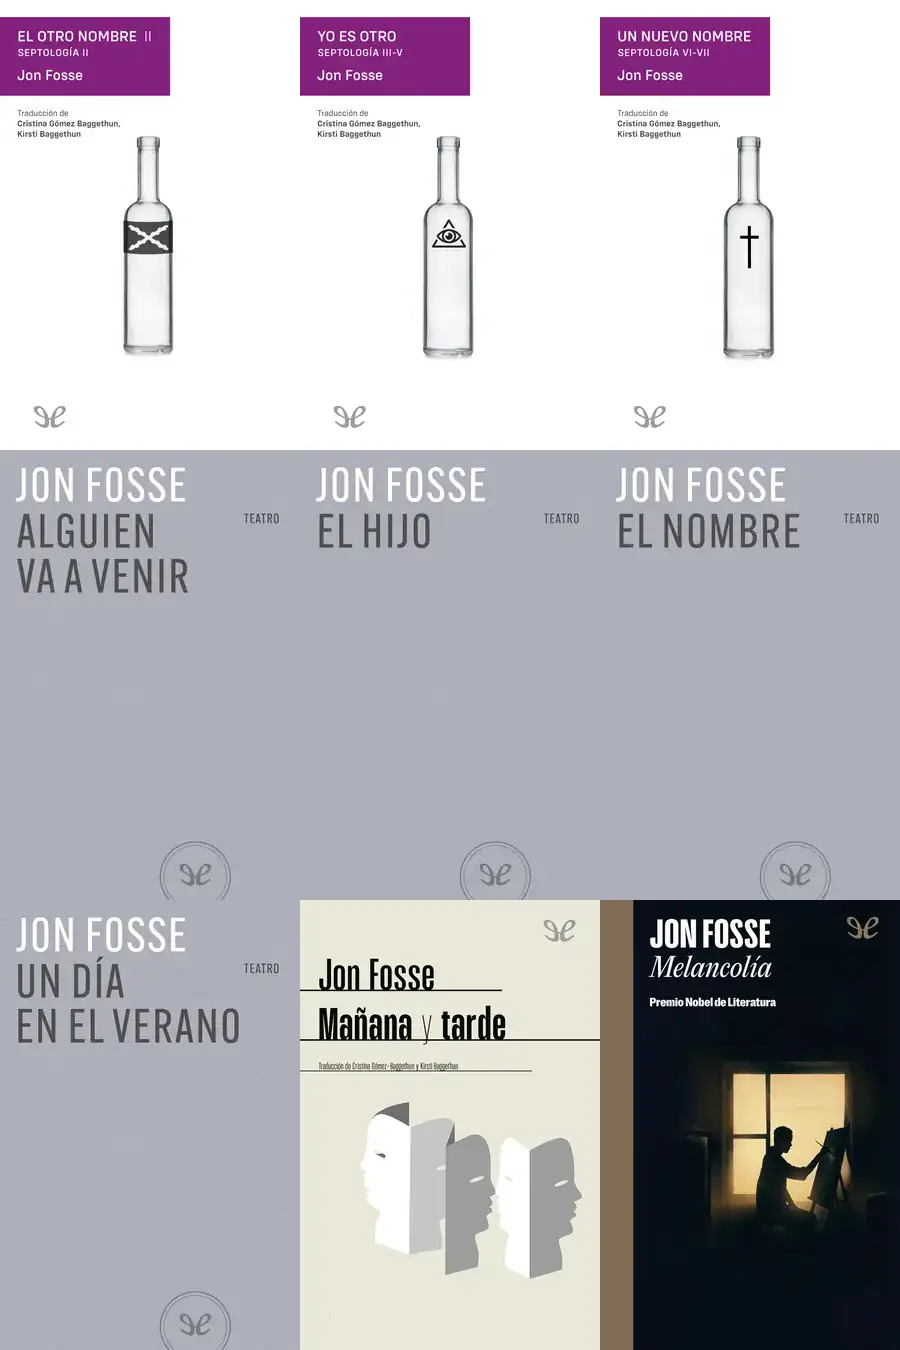 EL OTRO NOMBRE II
SEPTOLOGÍA II
Jon Fosse
Traducción de
Cristina Gómez Baggethun,
Kirsti Baggethun
YO ES OTRO
SEPTOLOGÍA III-V
Jon Fosse
Traducción de
Cristina Gómez Baggethun,
Kirsti Baggethun
UN NUEVO NOMBRE
SEPTOLOGÍA VI-VII
Jon Fosse
Traducción de
Cristina Gómez Baggethun,
Kirsti Baggethun
JON FOSSE
ALGUIEN
VA A VENIR
TEATRO
JON FOSSE
EL HIJO
TEATRO
JON FOSSE
EL NOMBRE
TEATRO
JON FOSSE
UN DÍA
EN EL VERANO
TEATRO
Jon Fosse
Mañana y tarde
Traducción de Cristina Gómez-Baggethun y Kirsti Baggethun
JON FOSSE
Melancolía
Premio Nobel de Literatura